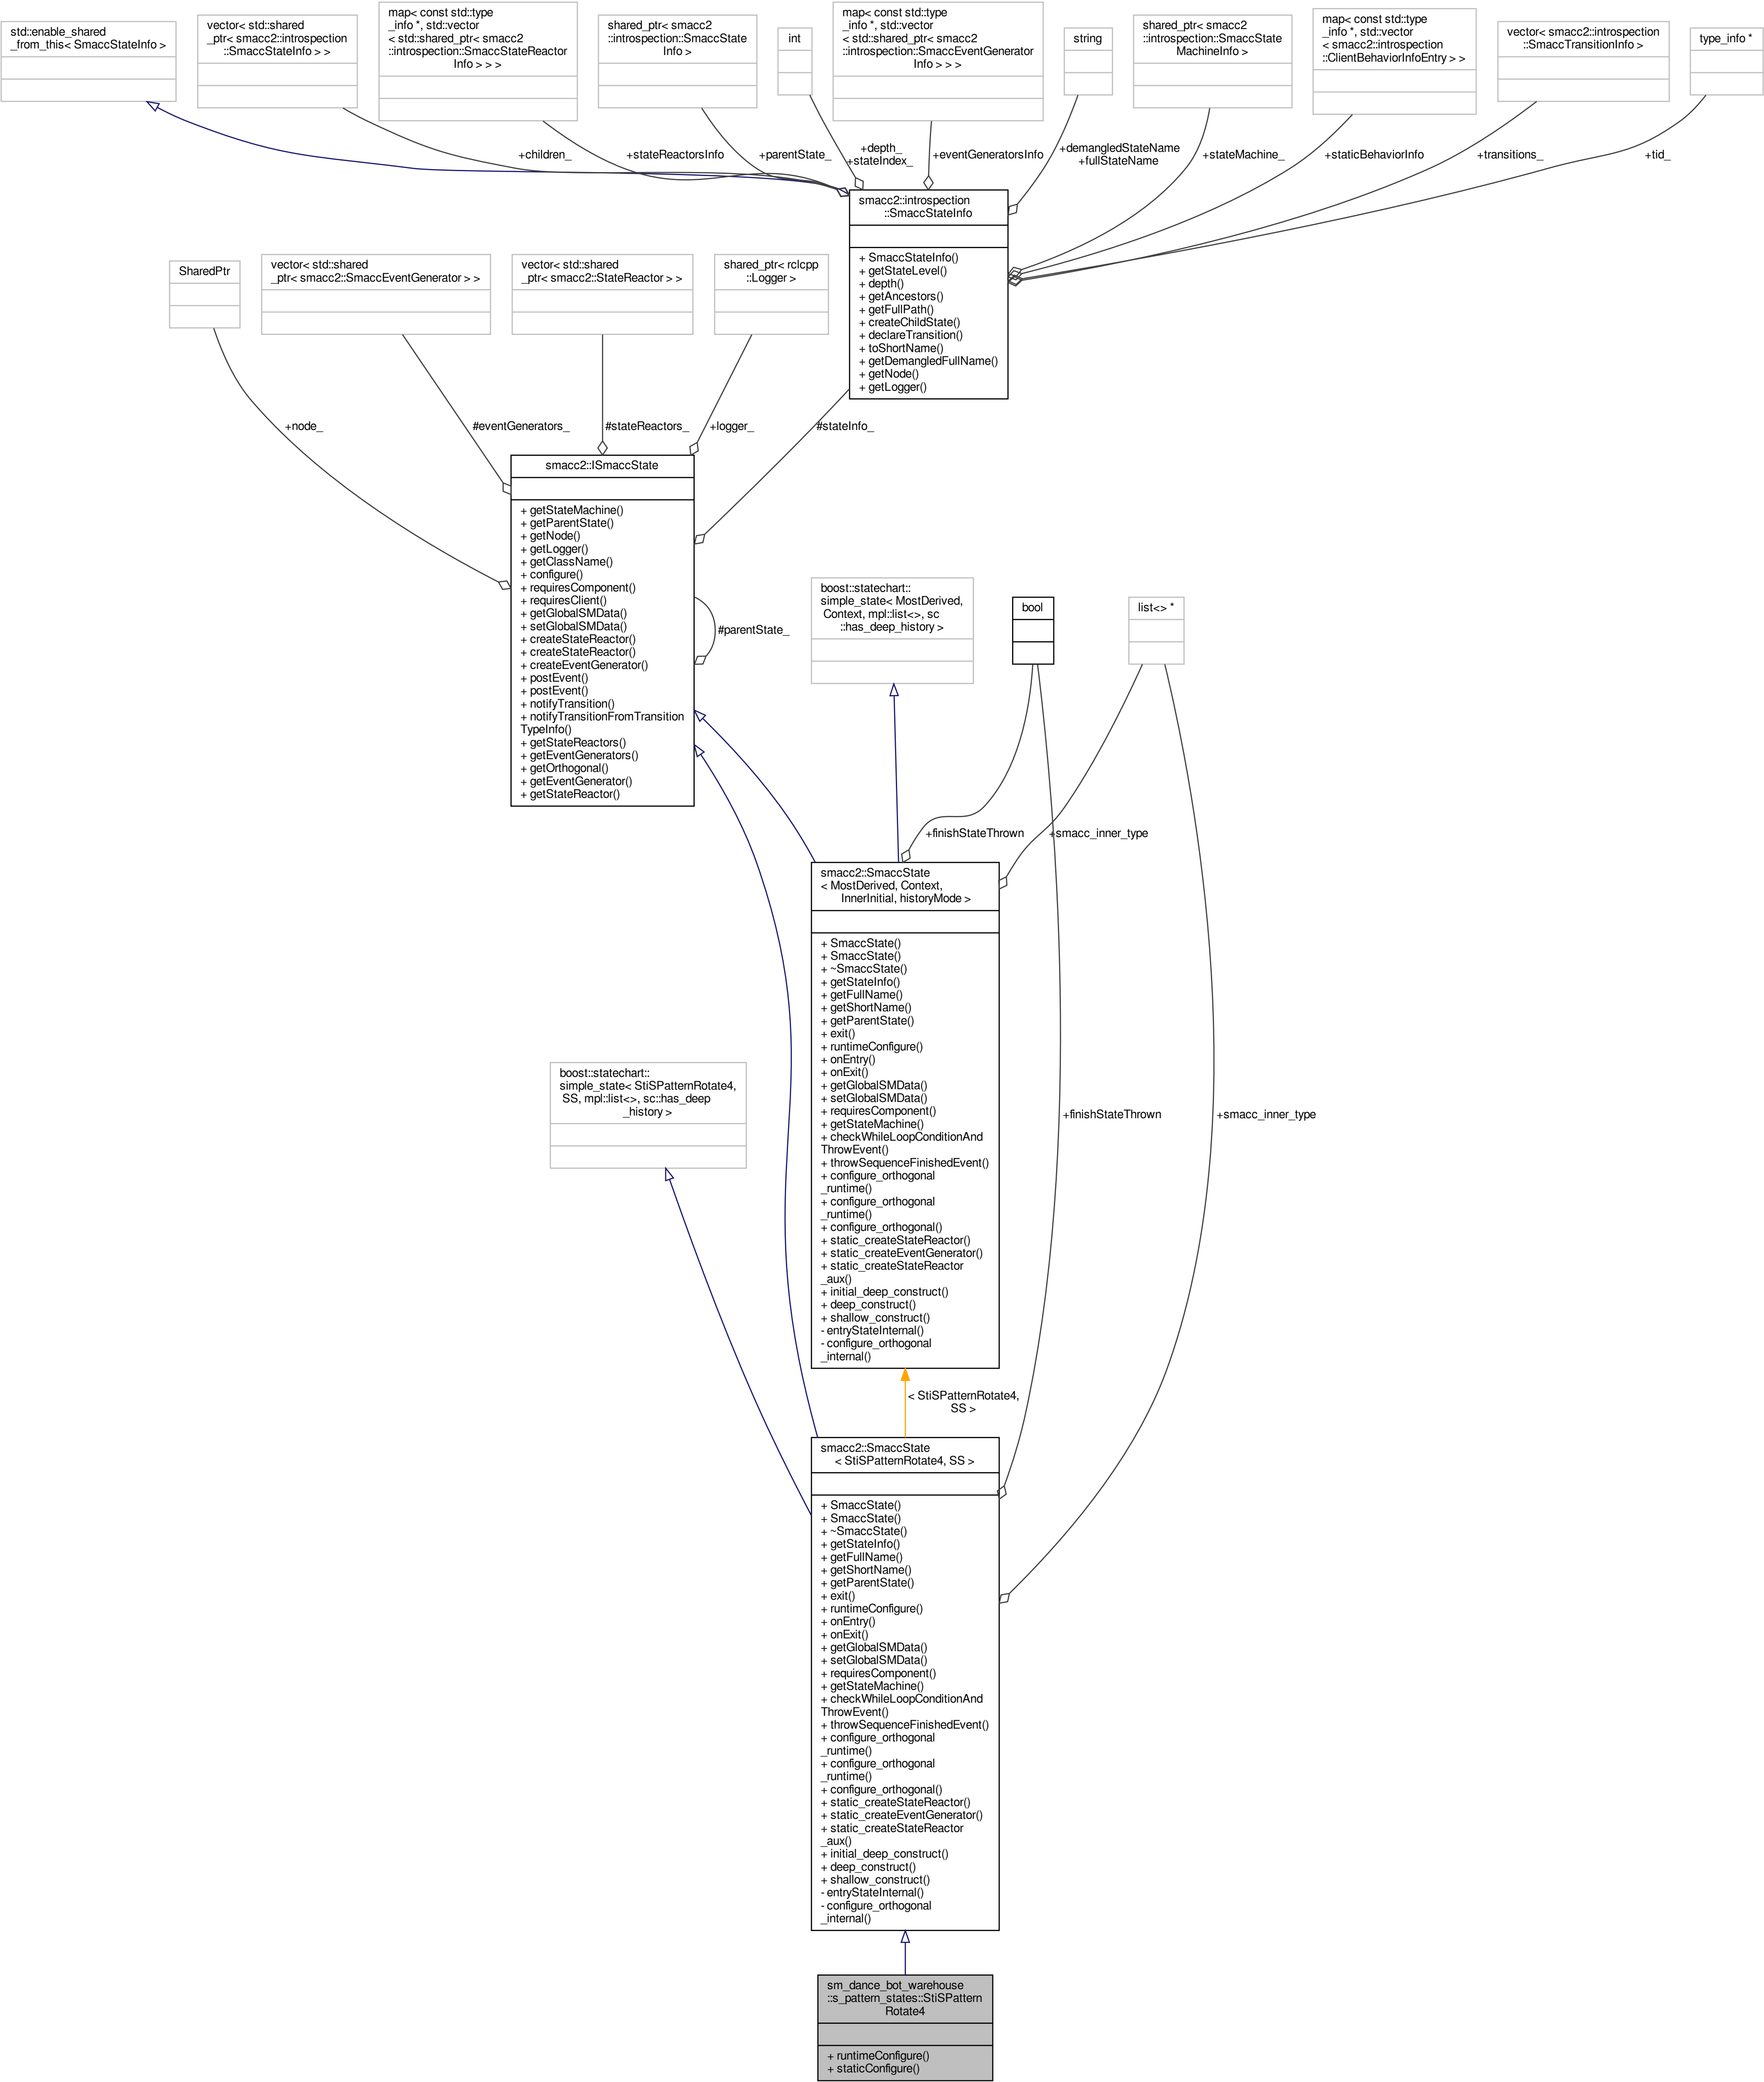 std::enable_shared
_from_this< SmaccStateInfo >
vector< std::shared
_ptr< smacc2::introspection
::SmaccStateInfo > >
map< const std::type
_info *, std::vector
< std::shared_ptr< smacc2
::introspection::SmaccStateReactor
Info > > >
shared_ptr< smacc2
::introspection::SmaccState
Info >
int
map< const std::type
_info *, std::vector
< std::shared_ptr< smacc2
::introspection::SmaccEventGenerator
Info > > >
string
shared_ptr< smacc2
::introspection::SmaccState
MachineInfo >
map< const std::type
_info *, std::vector
< smacc2::introspection
::ClientBehaviorInfoEntry > >
vector< smacc2::introspection
::SmaccTransitionInfo >
type_info *
+children_
+stateReactorsInfo
+parentState_
+depth_
+stateIndex_
+eventGeneratorsInfo
+demangledStateName
+fullStateName
+stateMachine_
+staticBehaviorInfo
+transitions_
+tid_
smacc2::introspection
::SmaccStateInfo
+ SmaccStateInfo()
+ getStateLevel()
+ depth()
+ getAncestors()
+ getFullPath()
+ createChildState()
+ declareTransition()
+ toShortName()
+ getDemangledFullName()
+ getNode()
+ getLogger()
SharedPtr
vector< std::shared
_ptr< smacc2::SmaccEventGenerator > >
vector< std::shared
_ptr< smacc2::StateReactor > >
shared_ptr< rclcpp
::Logger >
+node_
#eventGenerators_
#stateReactors_
+logger_
#stateInfo_
smacc2::ISmaccState
+ getStateMachine()
+ getParentState()
+ getNode()
+ getLogger()
+ getClassName()
+ configure()
+ requiresComponent()
+ requiresClient()
+ getGlobalSMData()
+ setGlobalSMData()
+ createStateReactor()
+ createStateReactor()
+ createEventGenerator()
+ postEvent()
+ postEvent()
+ notifyTransition()
+ notifyTransitionFromTransition
TypeInfo()
+ getStateReactors()
+ getEventGenerators()
+ getOrthogonal()
+ getEventGenerator()
+ getStateReactor()
#parentState_
boost::statechart::
simple_state< MostDerived,
Context, mpl::list<>, sc
::has_deep_history >
bool
list<> *
+finishStateThrown
+smacc_inner_type
smacc2::SmaccState
< MostDerived, Context,
InnerInitial, historyMode >
+ SmaccState()
+ SmaccState()
+ ~SmaccState()
+ getStateInfo()
+ getFullName()
+ getShortName()
+ getParentState()
+ exit()
+ runtimeConfigure()
+ onEntry()
+ onExit()
+ getGlobalSMData()
+ setGlobalSMData()
+ requiresComponent()
+ getStateMachine()
+ checkWhileLoopConditionAnd
ThrowEvent()
+ throwSequenceFinishedEvent()
+ configure_orthogonal
_runtime()
+ configure_orthogonal
_runtime()
+ configure_orthogonal()
+ static_createStateReactor()
+ static_createEventGenerator()
+ static_createStateReactor
_aux()
+ initial_deep_construct()
+ deep_construct()
+ shallow_construct()
- entryStateInternal()
- configure_orthogonal
_internal()
boost::statechart::
simple_state< StiSPatternRotate4,
SS, mpl::list<>, sc::has_deep
_history >
+finishStateThrown
+smacc_inner_type
< StiSPatternRotate4,
SS >
smacc2::SmaccState
< StiSPatternRotate4, SS >
+ SmaccState()
+ SmaccState()
+ ~SmaccState()
+ getStateInfo()
+ getFullName()
+ getShortName()
+ getParentState()
+ exit()
+ runtimeConfigure()
+ onEntry()
+ onExit()
+ getGlobalSMData()
+ setGlobalSMData()
+ requiresComponent()
+ getStateMachine()
+ checkWhileLoopConditionAnd
ThrowEvent()
+ throwSequenceFinishedEvent()
+ configure_orthogonal
_runtime()
+ configure_orthogonal
_runtime()
+ configure_orthogonal()
+ static_createStateReactor()
+ static_createEventGenerator()
+ static_createStateReactor
_aux()
+ initial_deep_construct()
+ deep_construct()
+ shallow_construct()
- entryStateInternal()
- configure_orthogonal
_internal()
sm_dance_bot_warehouse
::s_pattern_states::StiSPattern
Rotate4
+ runtimeConfigure()
+ staticConfigure()